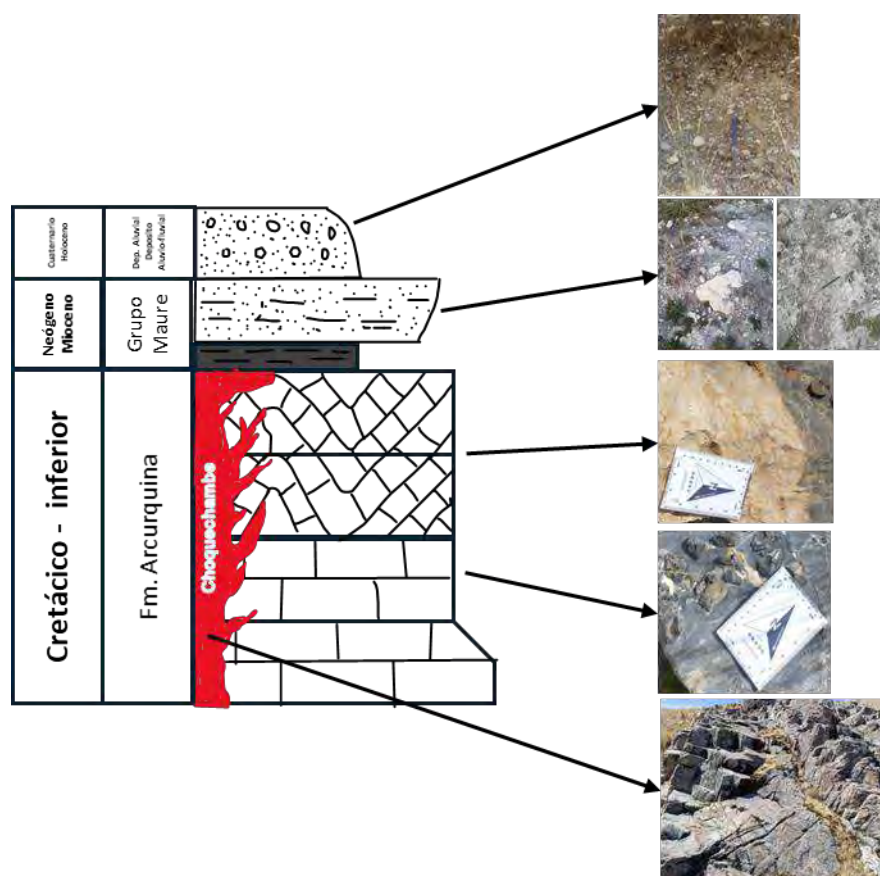 Cuaternario
Holoceno
Dep. Aluvial
Deposito
Aluvio-fluvial
Neógeno
Mioceno
Grupo
Maure
Cretácico - inferior
Fm. Arcurquina
Choquechambe